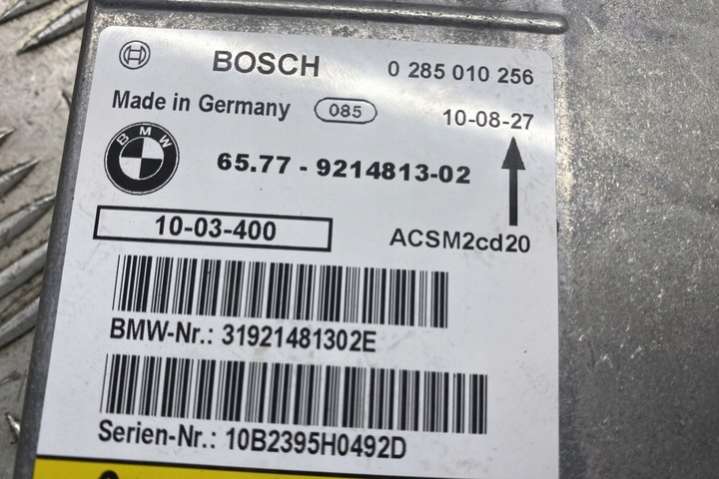 BOSCH 0 285 010 256
Made in Germany 085 10-08-27
BMW 65.77 - 9214813-02
10-03-400 ACSM2cd20
BMW-Nr.: 31921481302E
Serien-Nr.: 10B2395H0492D